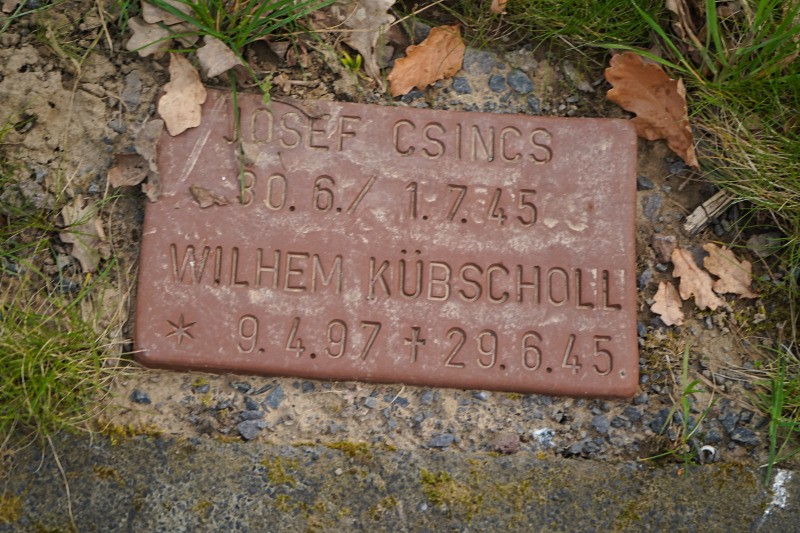 JOSEF CSINCS
30. 6. / 1. 7. 45
WILHEM KÜBSCHOLL
* 9. 4. 97 ✝ 29. 6. 45.